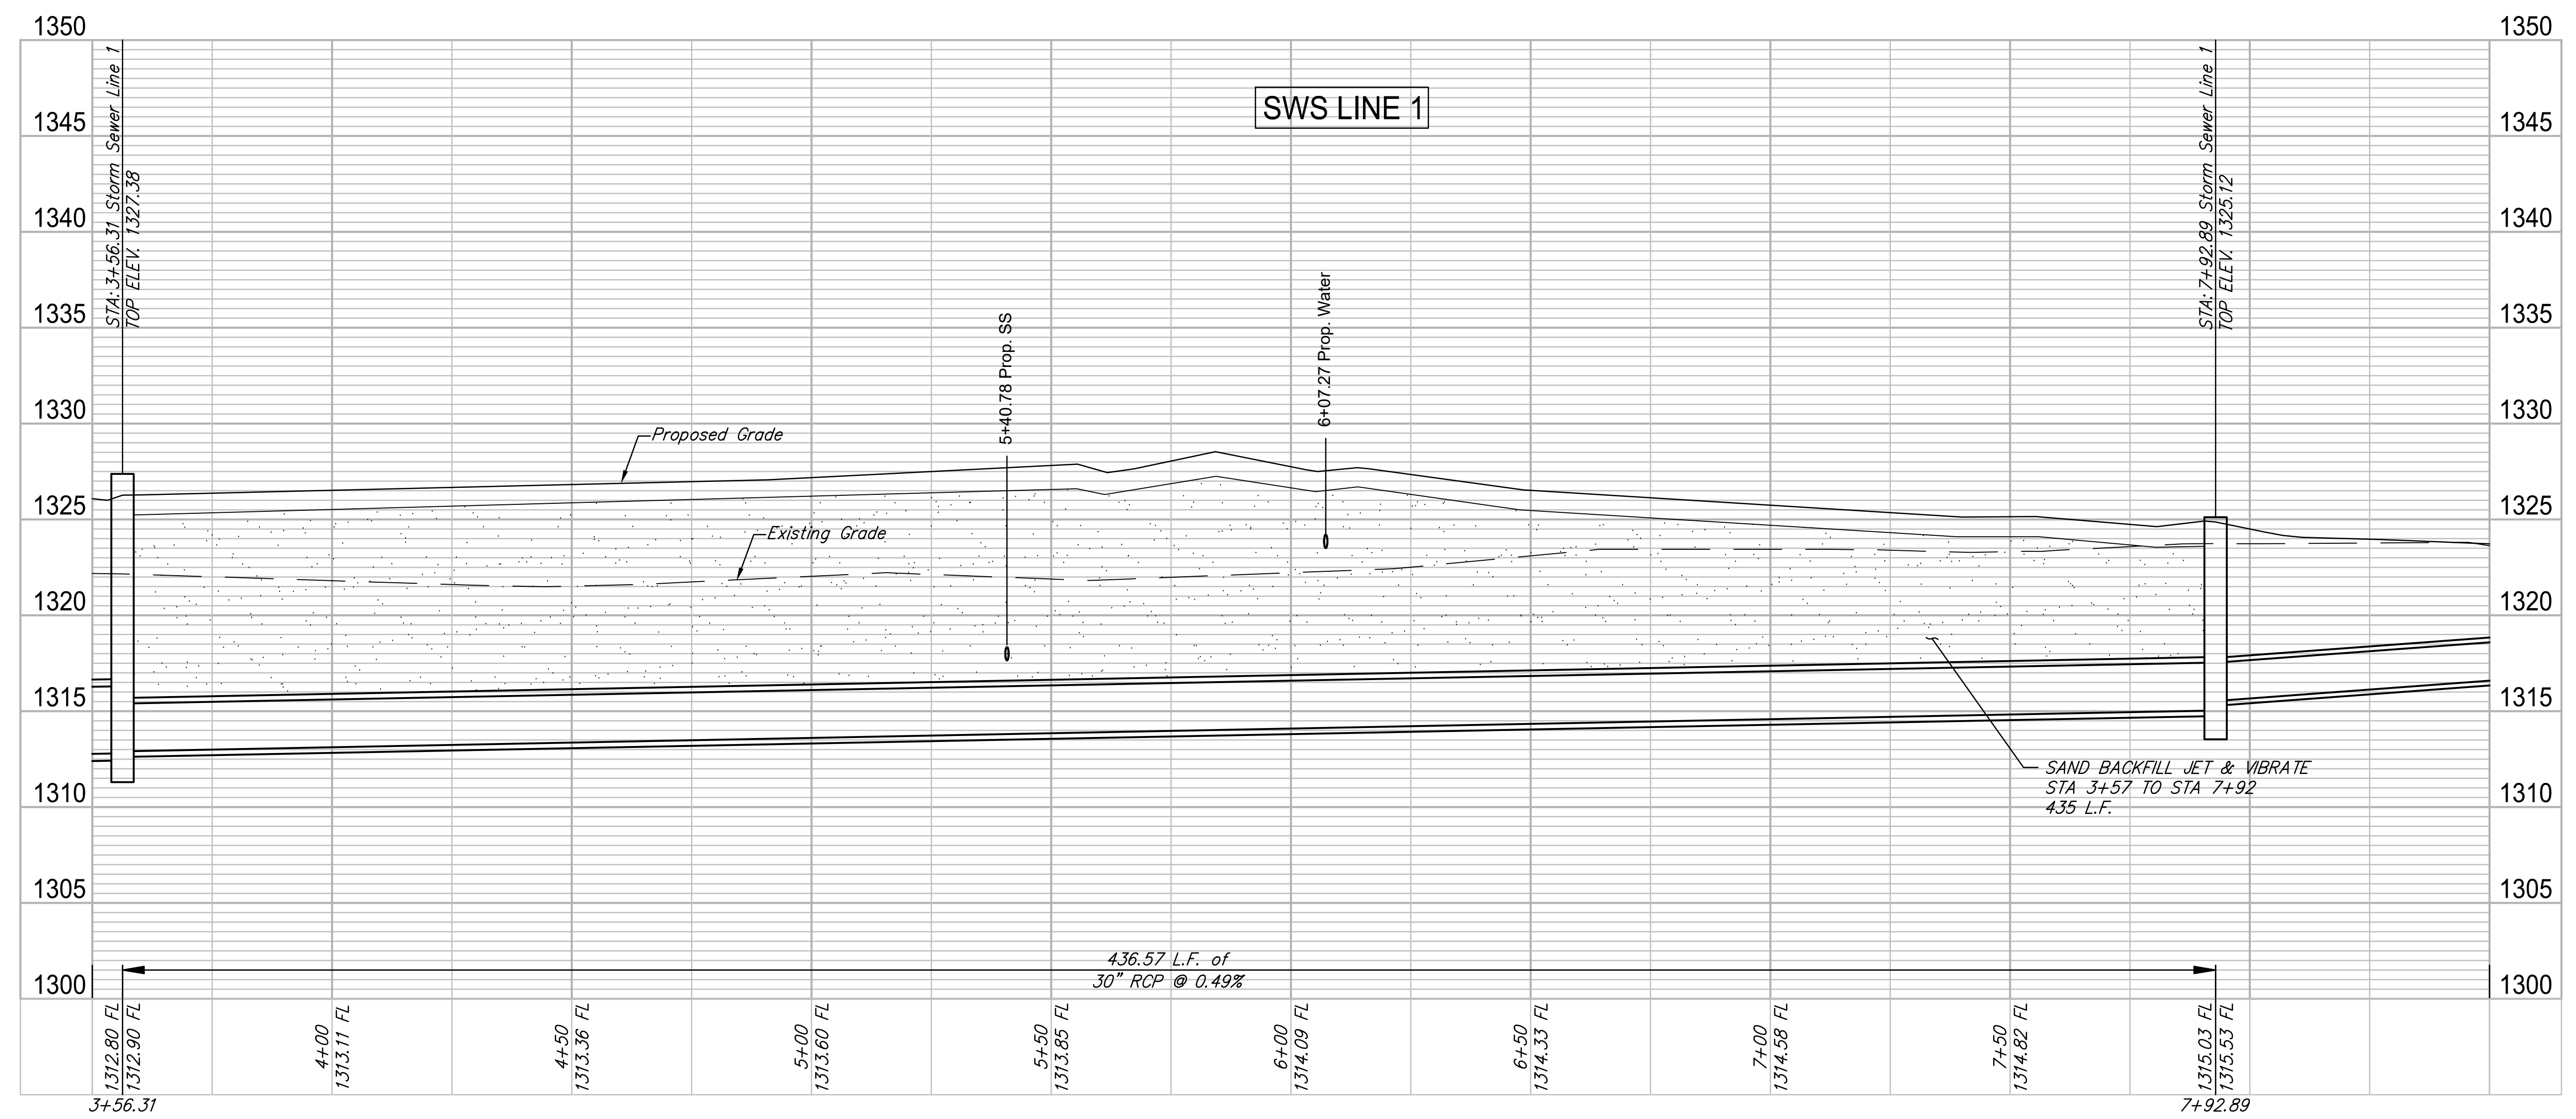 SWS LINE 1
1350
1345
1340
1335
1330
1325
1320
1315
1310
1305
1300
1350
1345
1340
1335
1330
1325
1320
1315
1310
1305
1300
STA: 3+56.31 Storm Sewer Line 1
TOP ELEV. 1327.38
Proposed Grade
Existing Grade
5+40.78 Prop. SS
6+07.27 Prop. Water
STA: 7+92.89 Storm Sewer Line 1
TOP ELEV. 1325.12
SAND BACKFILL JET & VIBRATE
STA 3+57 TO STA 7+92
435 L.F.
436.57 L.F. of
30" RCP @ 0.49%
1312.80 FL
1312.90 FL
3+56.31
4+00
1313.11 FL
4+50
1313.36 FL
5+00
1313.60 FL
5+50
1313.85 FL
6+00
1314.09 FL
6+50
1314.33 FL
7+00
1314.58 FL
7+50
1314.82 FL
1315.03 FL
1315.53 FL
7+92.89